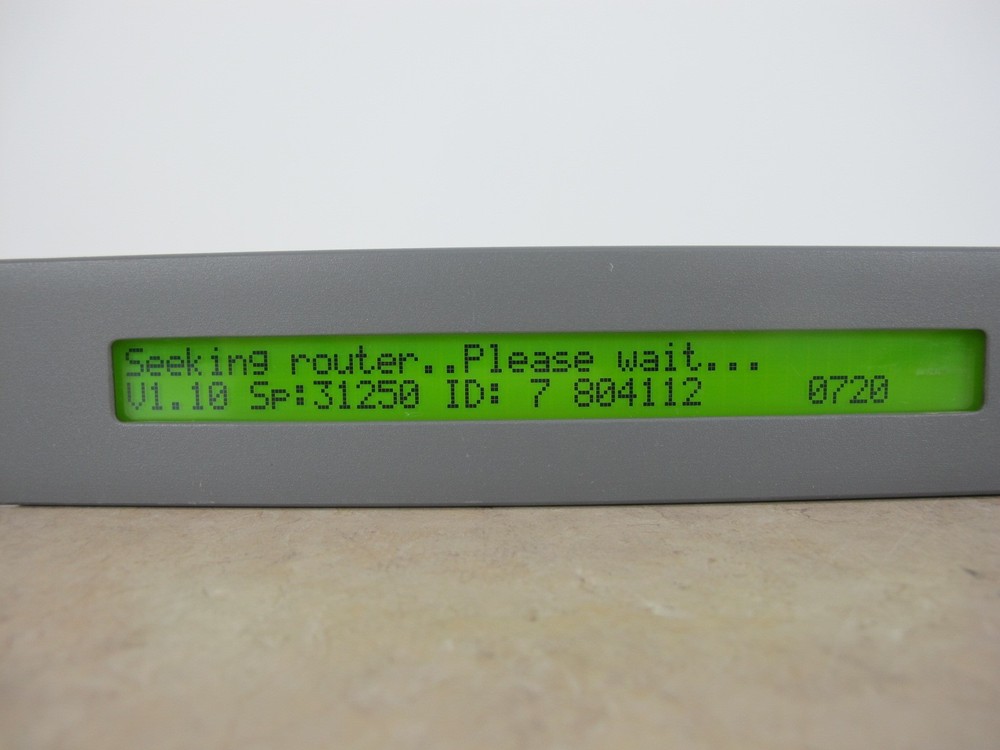 Seeking router..Please wait...
V1.10 Sp:31250 ID: 7 804112 0720